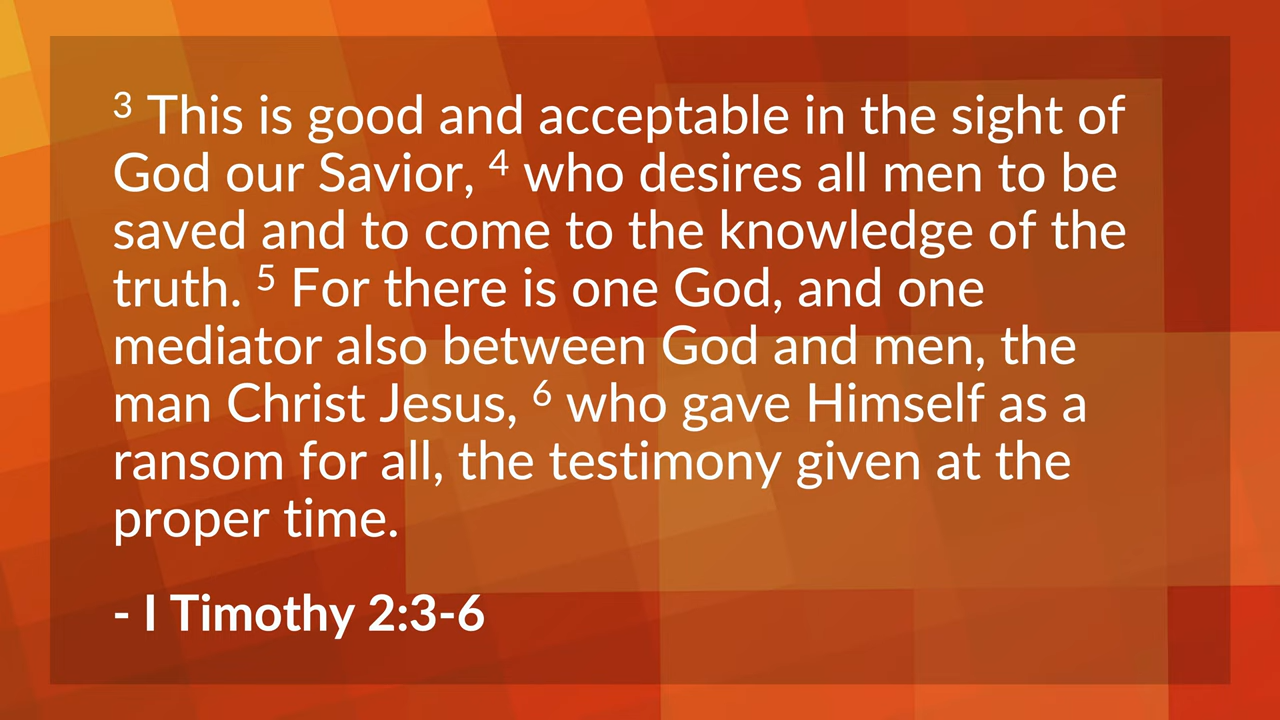 3 This is good and acceptable in the sight of
God our Savior, 4 who desires all men to be
saved and to come to the knowledge of the
truth. 5 For there is one God, and one
mediator also between God and men, the
man Christ Jesus, 6 who gave Himself as a
ransom for all, the testimony given at the
proper time.
- I Timothy 2:3-6